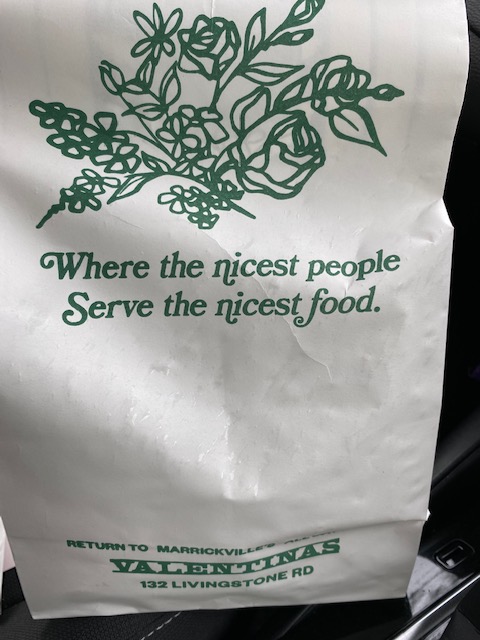 Where the nicest people
Serve the nicest food.
RETURN TO MARRICKVILLE'S
VALENTINAS
132 LIVINGSTONE RD